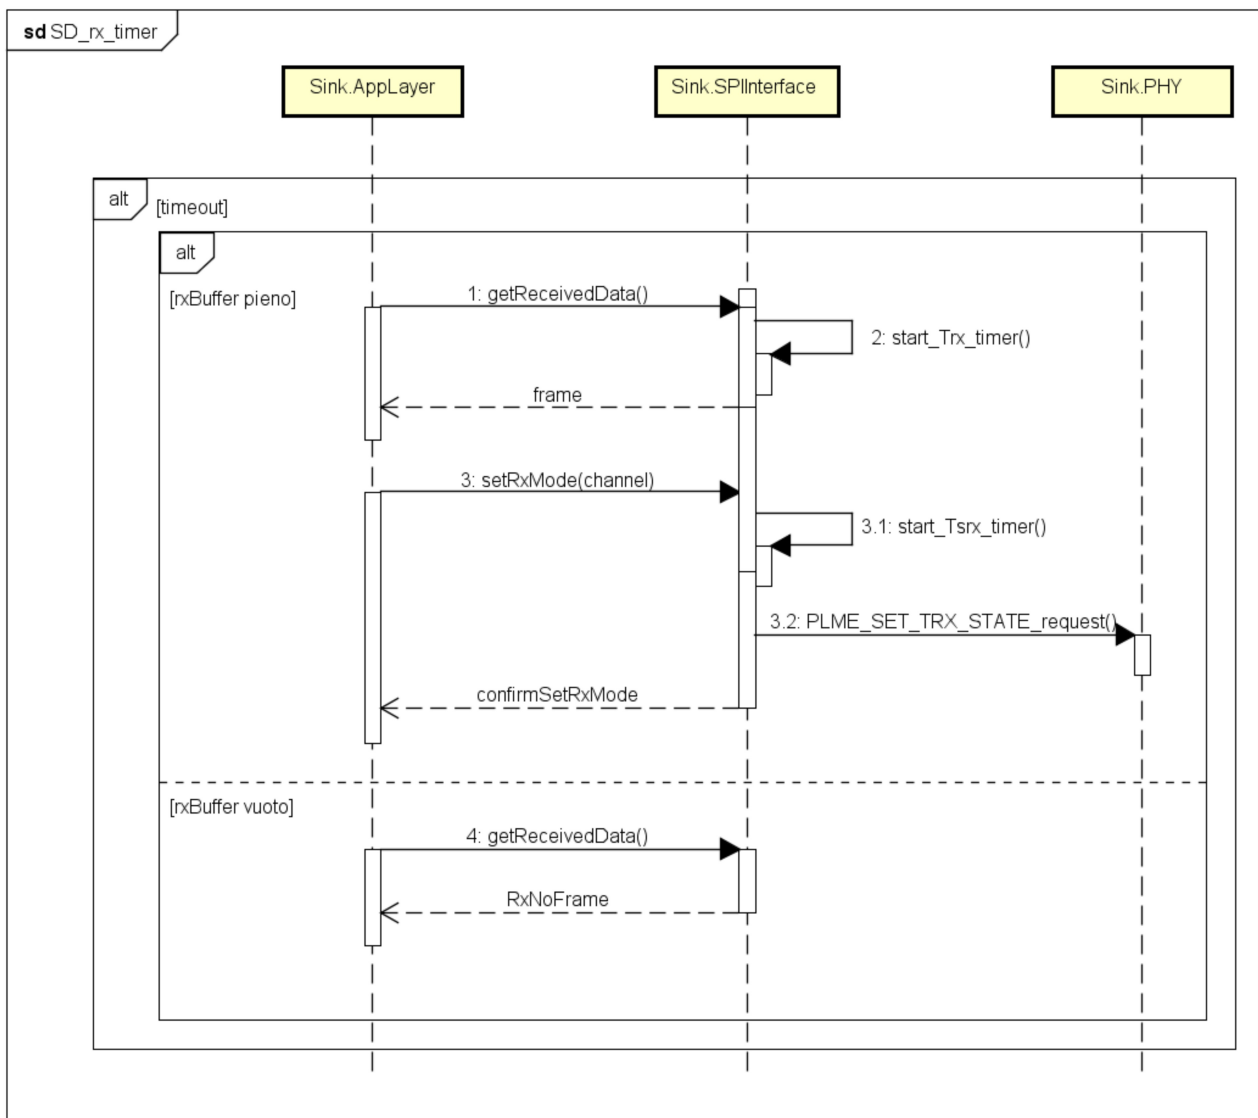 sd SD_rx_timer
Sink.AppLayer
Sink.SPIInterface
Sink.PHY
alt
[timeout]
alt
[rxBuffer pieno]
1: getReceivedData()
2: start_Trx_timer()
frame
3: setRxMode(channel)
3.1: start_Tsrx_timer()
3.2: PLME_SET_TRX_STATE_request()
confirmSetRxMode
[rxBuffer vuoto]
4: getReceivedData()
RxNoFrame